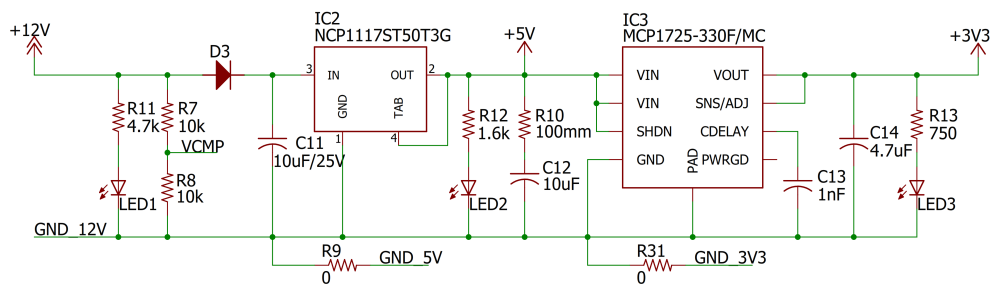 +12V
D3
R11
4.7k
R7
10k
VCMP
R8
10k
LED1
GND_12V
C11
10uF/25V
IC2
NCP1117ST50T3G
3
IN
OUT
2
GND
TAB
1
4
R9
0
GND_5V
+5V
R12
1.6k
R10
100mm
C12
10uF
LED2
IC3
MCP1725-330F/MC
VIN
VOUT
VIN
SNS/ADJ
SHDN
CDELAY
GND
PWRGD
PAD
R31
0
GND_3V3
C13
1nF
C14
4.7uF
+3V3
R13
750
LED3